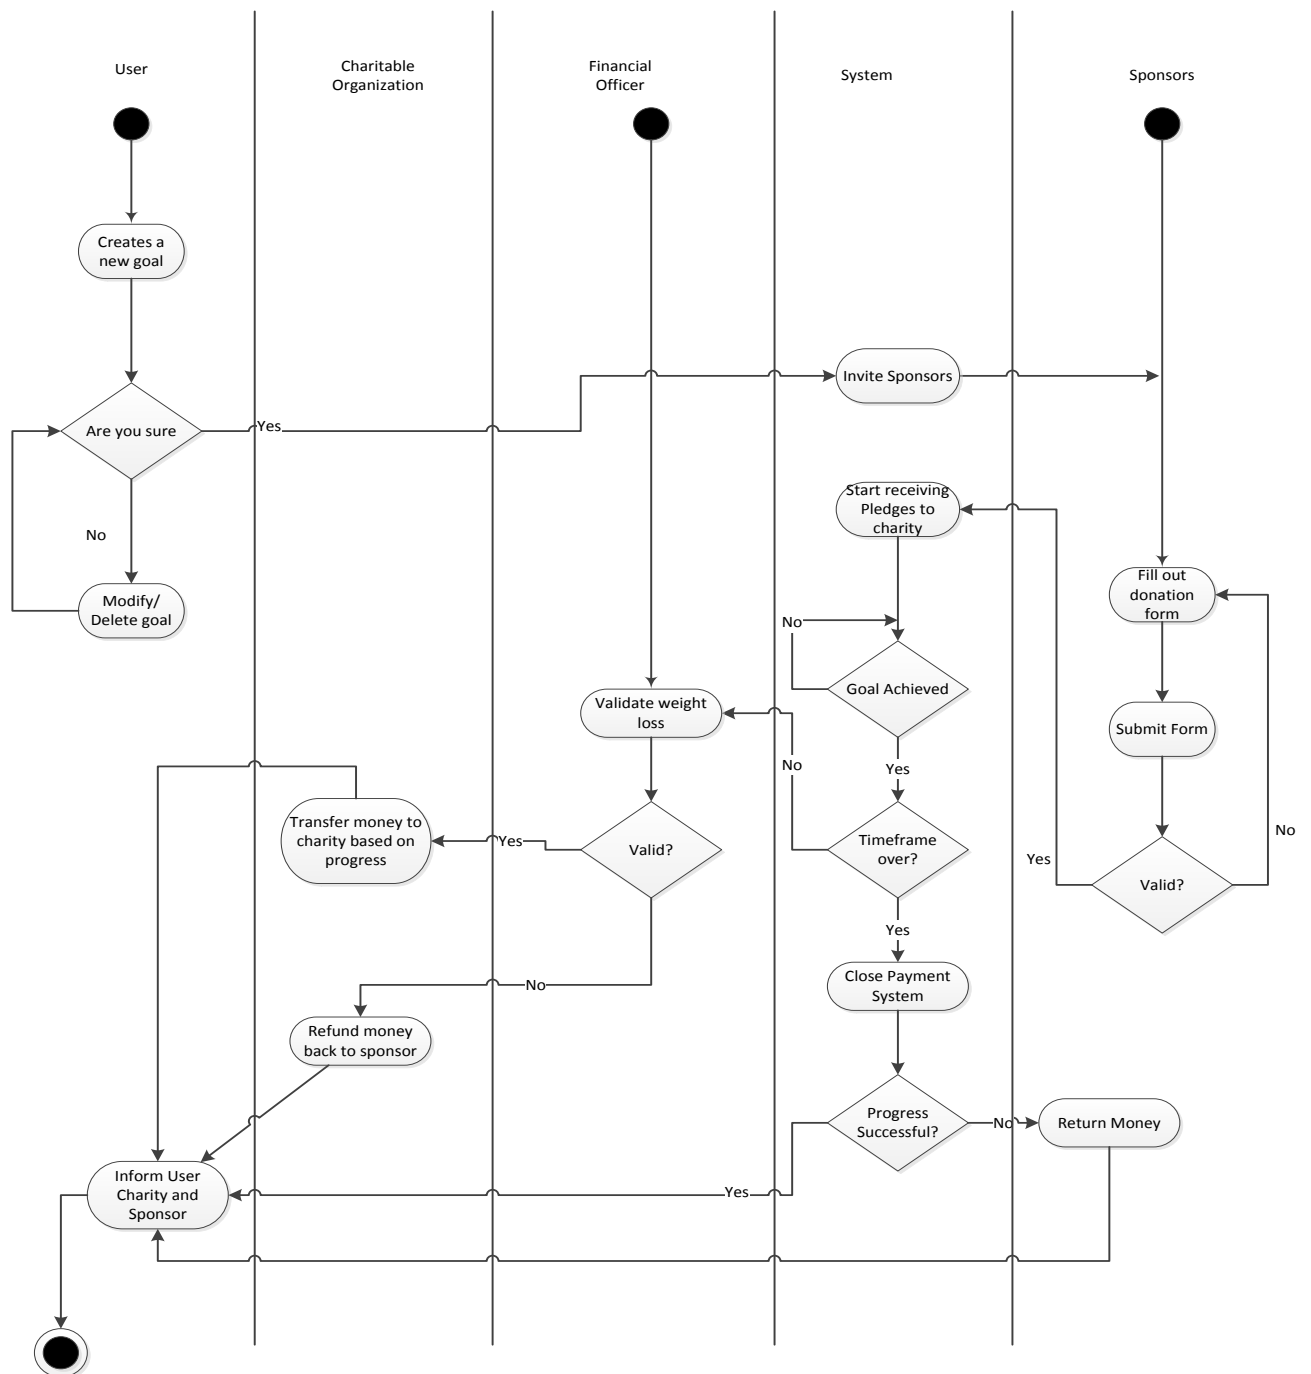 User
Charitable
Organization
Financial
Officer
System
Sponsors
Creates a
new goal
Invite Sponsors
Are you sure
Yes
Start receiving
Pledges to
charity
No
Modify/
Delete goal
Fill out
donation
form
No
Goal Achieved
Validate weight
loss
Submit Form
No
Yes
Transfer money to
charity based on
progress
Yes
Valid?
Timeframe
over?
Yes
Valid?
No
Yes
Close Payment
System
No
Refund money
back to sponsor
Progress
Successful?
No
Return Money
Inform User
Charity and
Sponsor
Yes